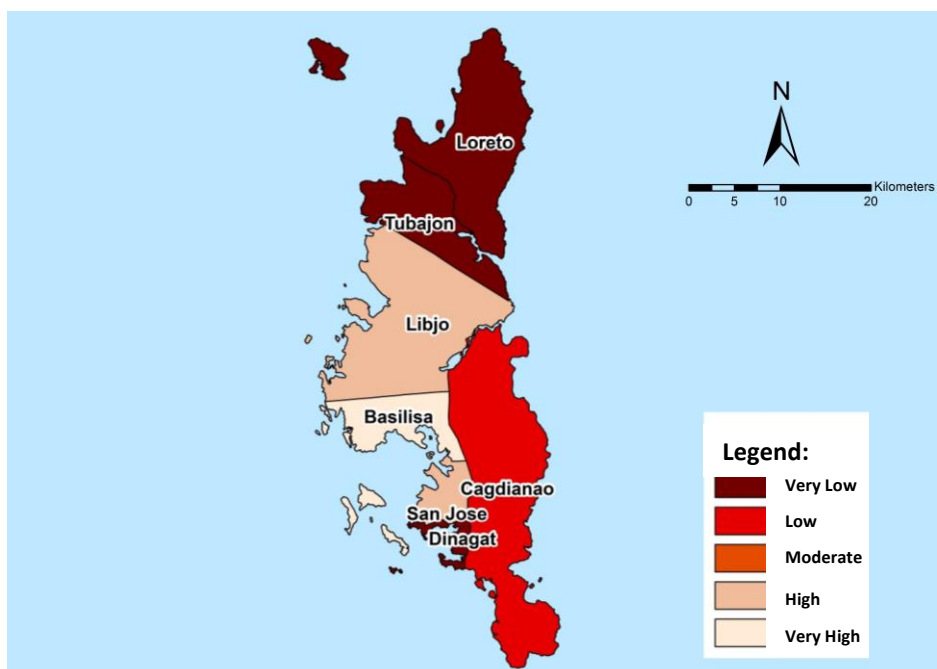 Loreto
N
Kilometers
0 5 10 20
Tubajon
Libjo
Basilisa
Cagdianao
San Jose
Dinagat
Legend:
Very Low
Low
Moderate
High
Very High